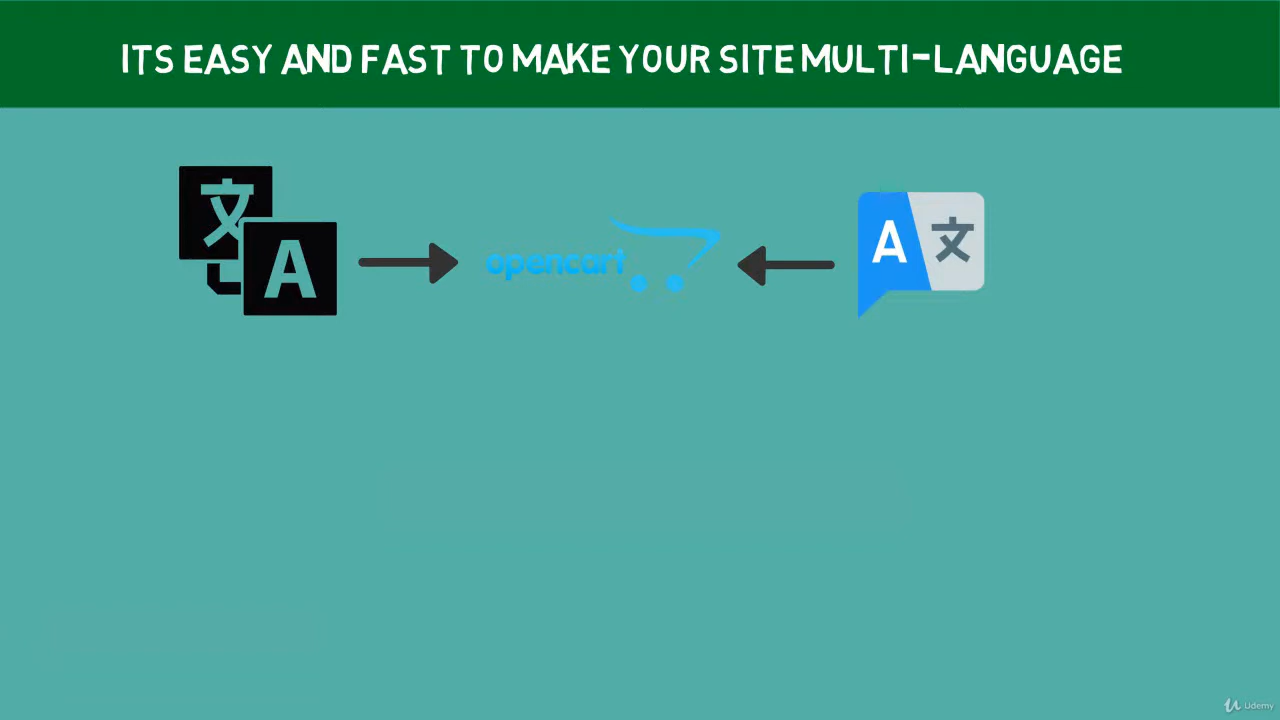 ITS EASY AND FAST TO MAKE YOUR SITE MULTI-LANGUAGE
文
A
opencart
A 文
Udemy